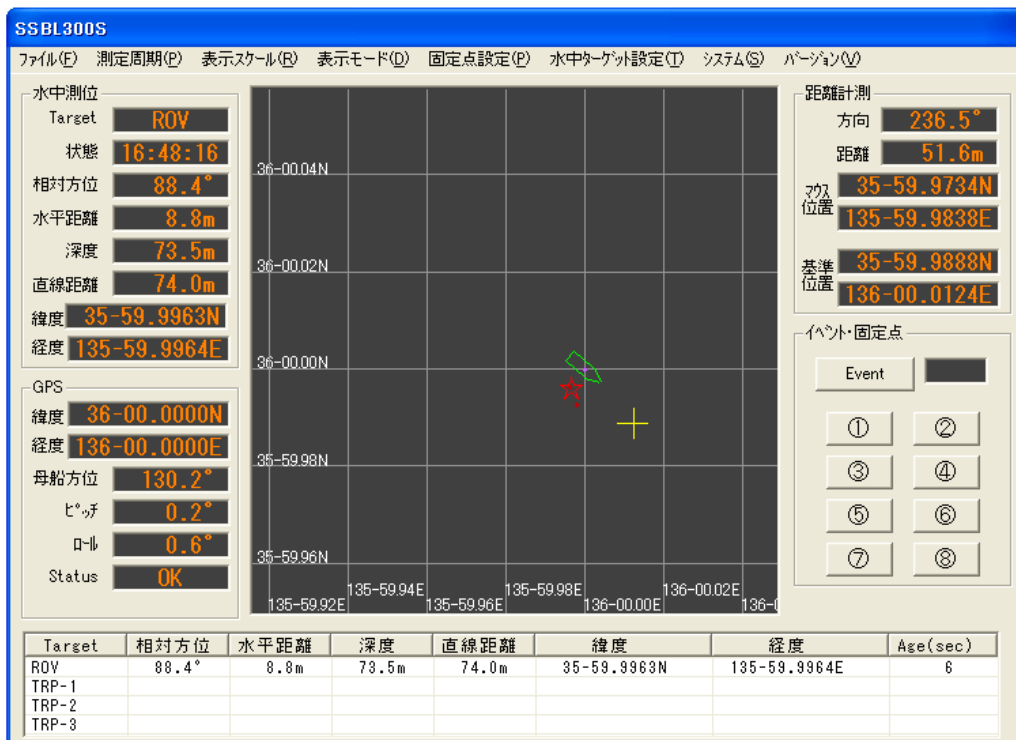 SSBL300S
ファイル(F) 測定周期(P) 表示スケール(R) 表示モード(D) 固定点設定(P) 水中ターゲット設定(T) システム(S) バージョン(V)
水中測位
Target ROV
状態 16:48:16
相対方位 88.4°
水平距離 8.8m
深度 73.5m
直線距離 74.0m
緯度 35-59.9963N
経度 135-59.9964E
GPS
緯度 36-00.0000N
経度 136-00.0000E
母船方位 130.2°
ピッチ 0.2°
ロール 0.6°
Status OK
36-00.04N
36-00.02N
36-00.00N
35-59.98N
35-59.96N
135-59.94E 135-59.98E 136-00.02E
135-59.92E 135-59.96E 136-00.00E 136-0
距離計測
方向 236.5°
距離 51.6m
マウス位置 35-59.9734N
135-59.9838E
基準位置 35-59.9888N
136-00.0124E
イベント・固定点
Event
① ②
③ ④
⑤ ⑥
⑦ ⑧
Target 相対方位 水平距離 深度 直線距離 緯度 経度 Age(sec)
ROV 88.4° 8.8m 73.5m 74.0m 35-59.9963N 135-59.9964E 6
TRP-1
TRP-2
TRP-3